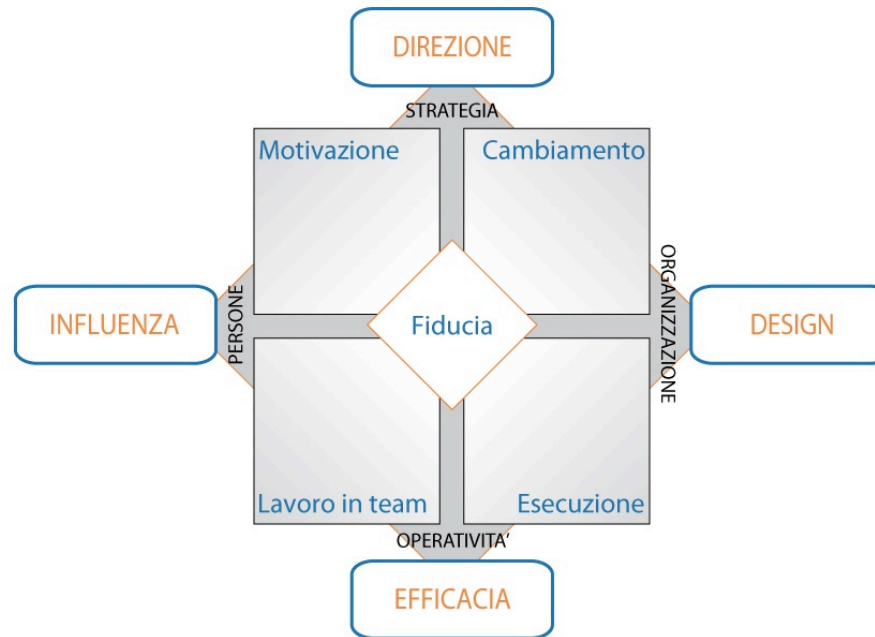 DIREZIONE
STRATEGIA
Motivazione
Cambiamento
INFLUENZA
PERSONE
Fiducia
ORGANIZZAZIONE
DESIGN
Lavoro in team
Esecuzione
OPERATIVITA’
EFFICACIA